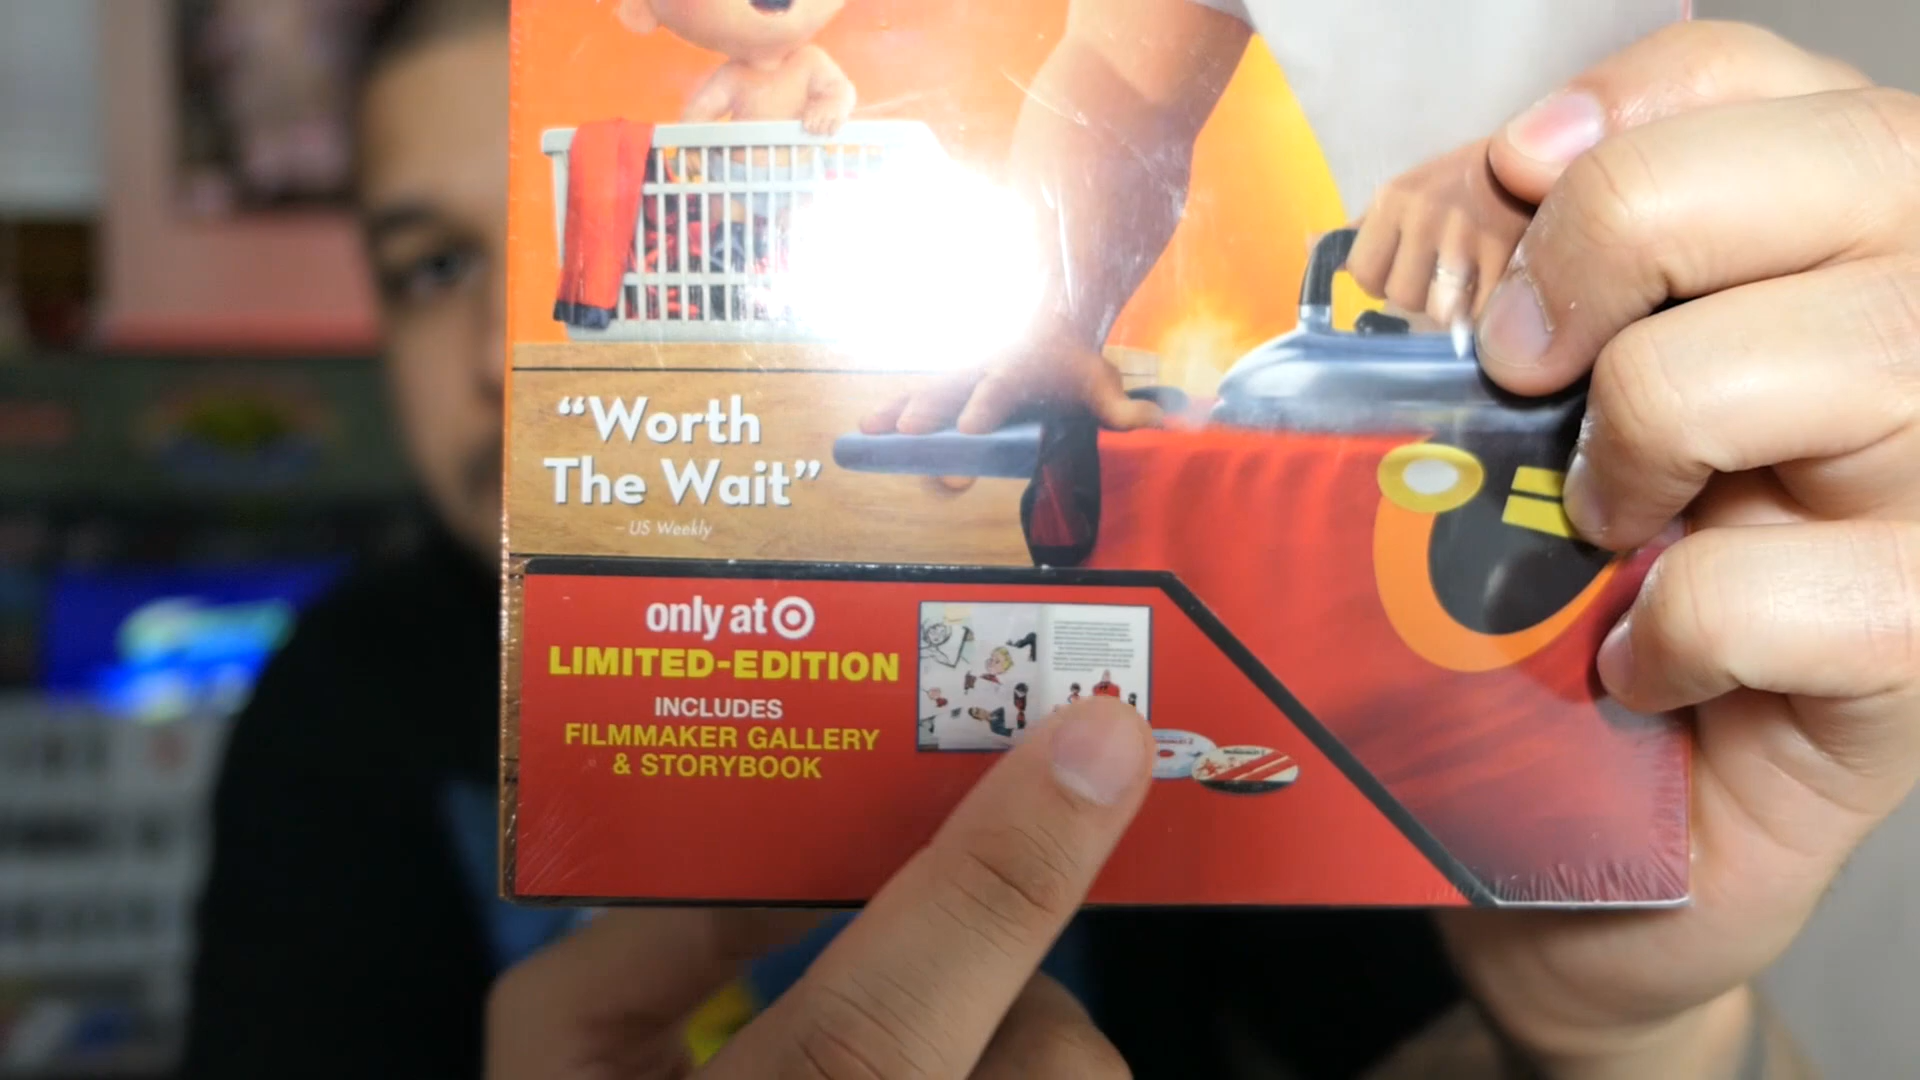 “Worth
The Wait”
– US Weekly
only at
LIMITED-EDITION
INCLUDES
FILMMAKER GALLERY
& STORYBOOK